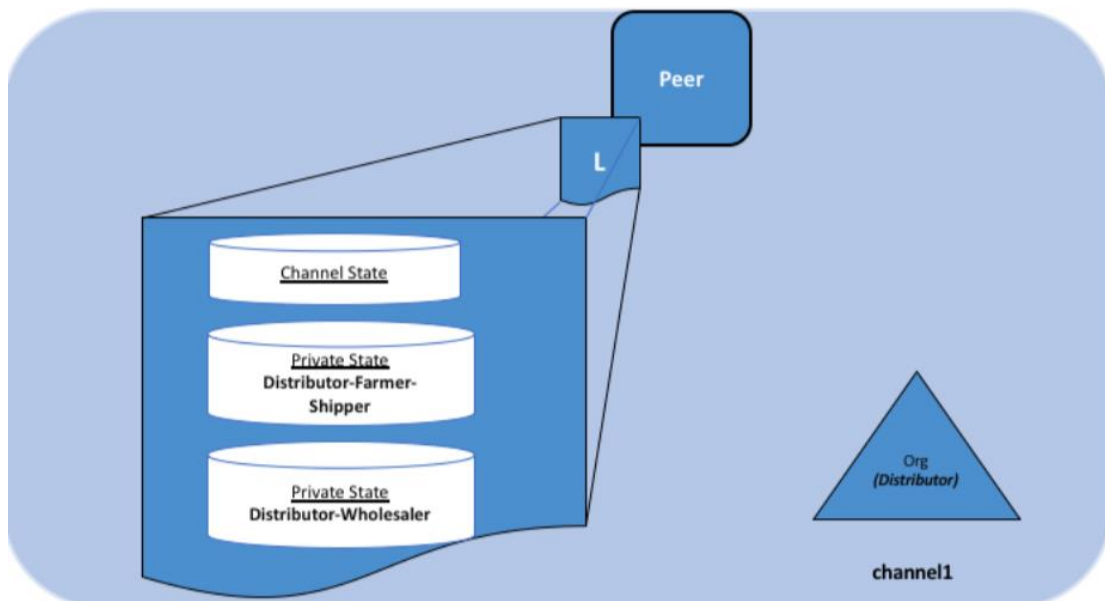 Peer
L
Channel State
Private State
Distributor-Farmer-
Shipper
Private State
Distributor-Wholesaler
Org
(Distributor)
channel1